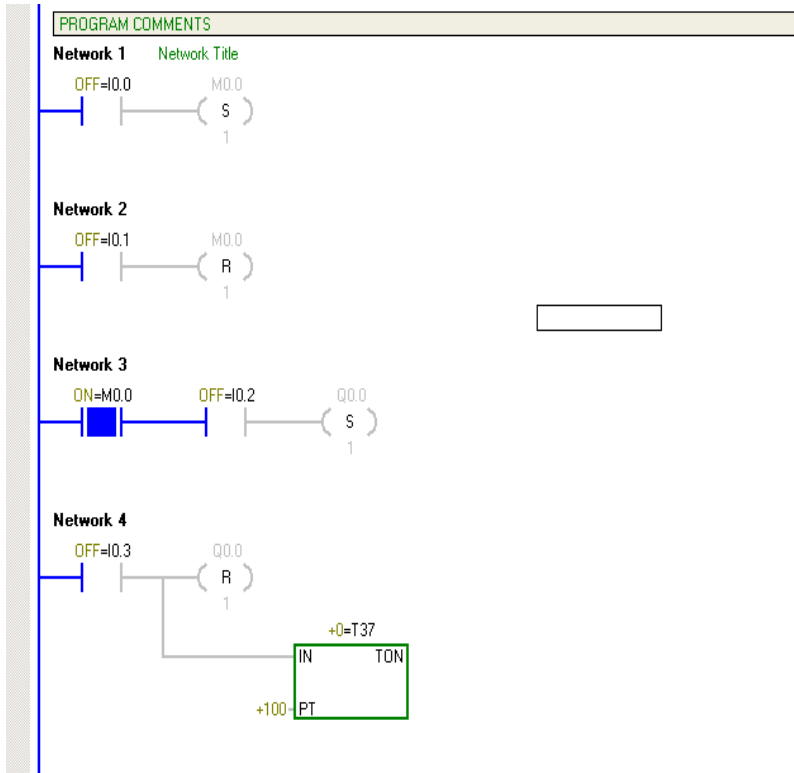 PROGRAM COMMENTS
Network 1 Network Title
OFF=I0.0 M0.0
S
1
Network 2
OFF=I0.1 M0.0
R
1
Network 3
ON=M0.0 OFF=I0.2 Q0.0
S
1
Network 4
OFF=I0.3 Q0.0
R
1
+0=T37
IN TON
+100 PT